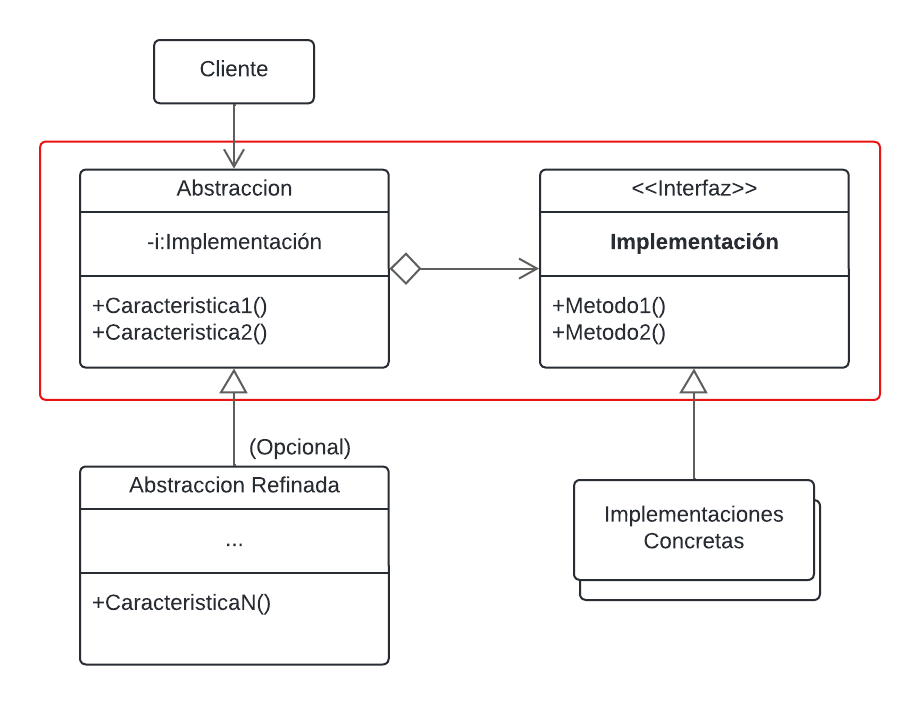 Cliente
Abstraccion
-i:Implementación
+Caracteristica1()
+Caracteristica2()
<<Interfaz>>
Implementación
+Metodo1()
+Metodo2()
(Opcional)
Abstraccion Refinada
...
+CaracteristicaN()
Implementaciones
Concretas